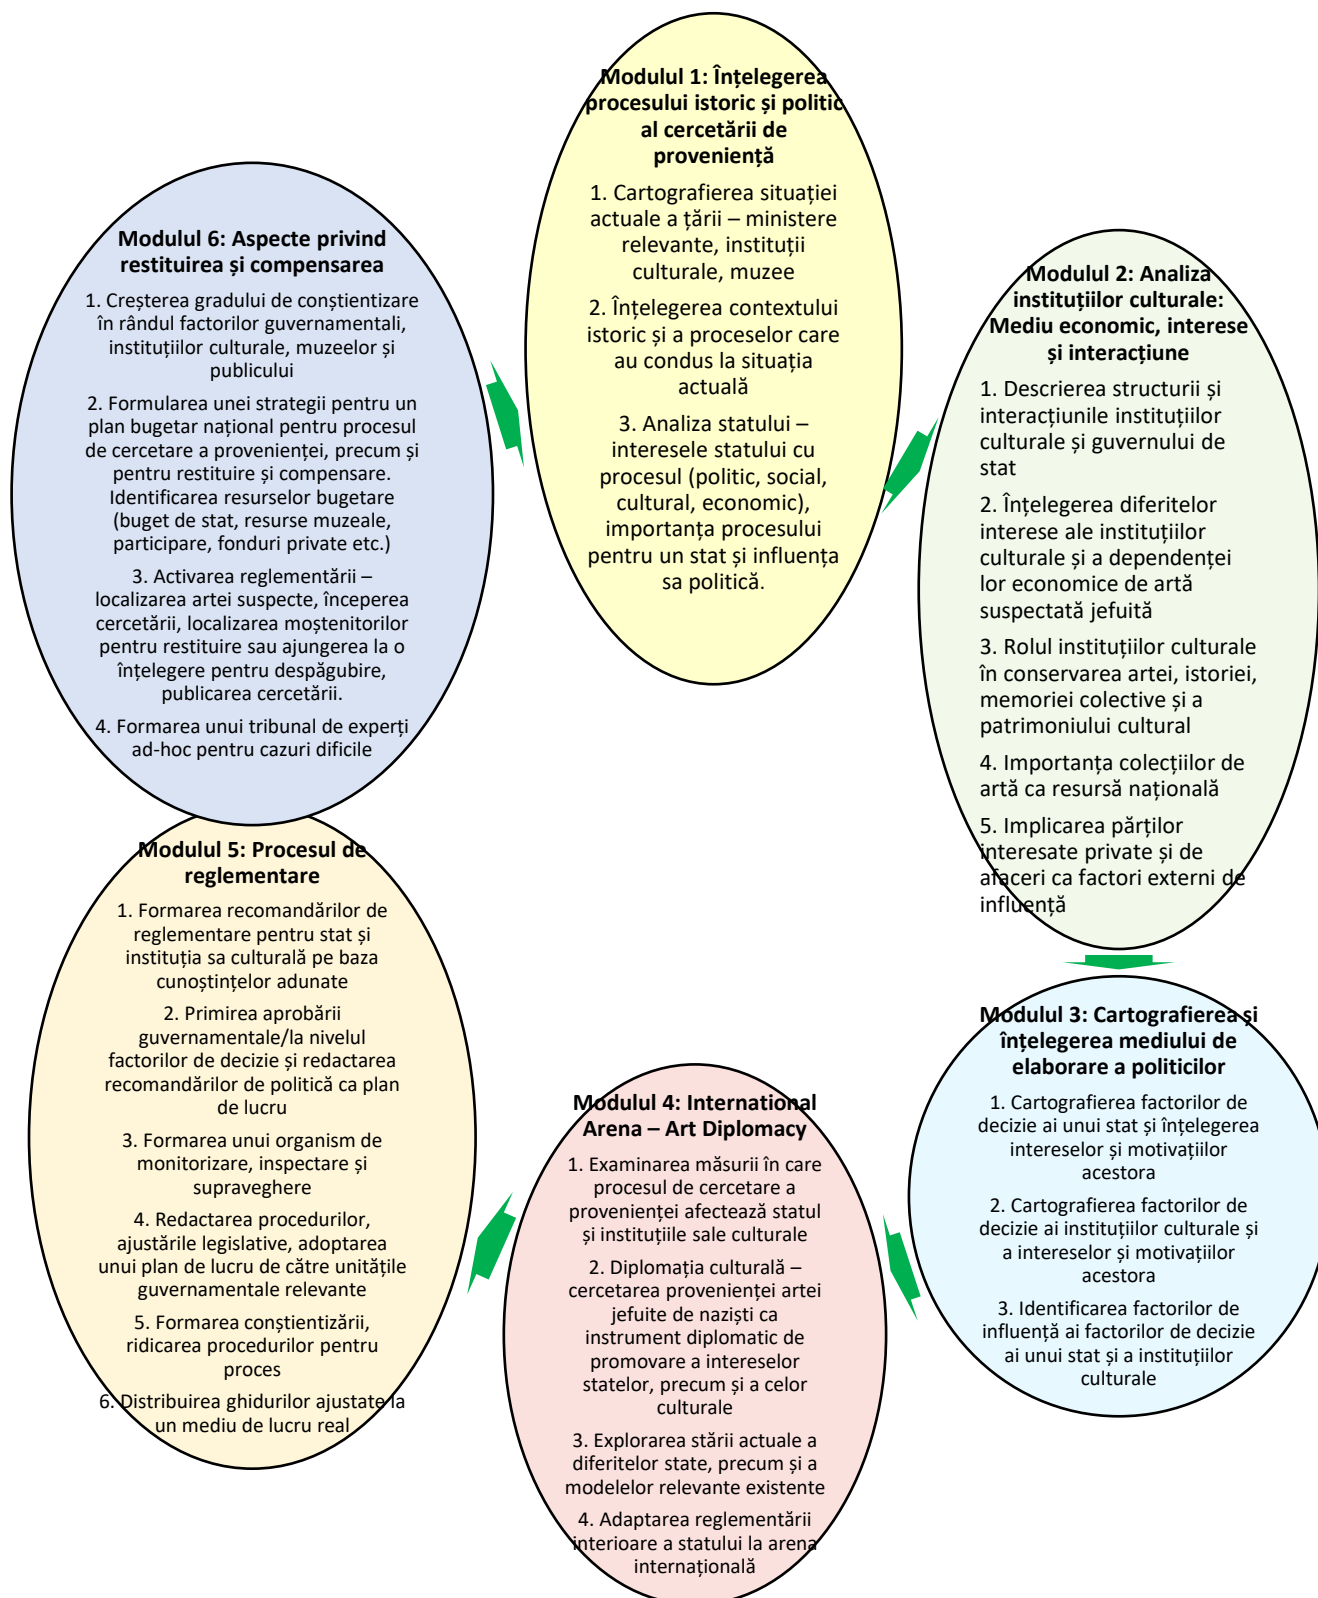 Modulul 1: Înțelegerea
procesului istoric și politic
al cercetării de
proveniență
1. Cartografierea situației
actuale a țării – ministere
relevante, instituții
culturale, muzee
2. Înțelegerea contextului
istoric și a proceselor care
au condus la situația
actuală
3. Analiza statului –
interesele statului cu
procesul (politic, social,
cultural, economic),
importanța procesului
pentru un stat și influența
sa politică.
Modulul 2: Analiza
instituțiilor culturale:
Mediu economic, interese
și interacțiune
1. Descrierea structurii și
interacțiunile instituțiilor
culturale și guvernului de
stat
2. Înțelegerea diferitelor
interese ale instituțiilor
culturale și a dependenței
lor economice de artă
suspectată jefuită
3. Rolul instituțiilor culturale
în conservarea artei, istoriei,
memoriei colective și a
patrimoniului cultural
4. Importanța colecțiilor de
artă ca resursă națională
5. Implicarea părților
interesate private și de
afaceri ca factori externi de
influență
Modulul 3: Cartografierea și
înțelegerea mediului de
elaborare a politicilor
1. Cartografierea factorilor de
decizie ai unui stat și înțelegerea
intereselor și motivațiilor
acestora
2. Cartografierea factorilor de
decizie ai instituțiilor culturale și
a intereselor și motivațiilor
acestora
3. Identificarea factorilor de
influență ai factorilor de decizie
ai unui stat și a instituțiilor
culturale
Modulul 4: International
Arena – Art Diplomacy
1. Examinarea măsurii în care
procesul de cercetare a
provenienței afectează statul
și instituțiile sale culturale
2. Diplomația culturală –
cercetarea provenienței artei
jefuite de naziști ca
instrument diplomatic de
promovare a intereselor
statelor, precum și a celor
culturale
3. Explorarea stării actuale a
diferitelor state, precum și a
modelelor relevante existente
4. Adaptarea reglementării
interioare a statului la arena
internațională
Modulul 5: Procesul de
reglementare
1. Formarea recomandărilor de
reglementare pentru stat și
instituția sa culturală pe baza
cunoștințelor adunate
2. Primirea aprobării
guvernamentale/la nivelul
factorilor de decizie și redactarea
recomandărilor de politică ca plan
de lucru
3. Formarea unui organism de
monitorizare, inspectare și
supraveghere
4. Redactarea procedurilor,
ajustările legislative, adoptarea
unui plan de lucru de către unitățile
guvernamentale relevante
5. Formarea conștientizării,
ridicarea procedurilor pentru
proces
6. Distribuirea ghidurilor ajustate la
un mediu de lucru real
Modulul 6: Aspecte privind
restituirea și compensarea
1. Creșterea gradului de conștientizare
în rândul factorilor guvernamentali,
instituțiilor culturale, muzeelor și
publicului
2. Formularea unei strategii pentru un
plan bugetar național pentru procesul
de cercetare a provenienței, precum și
pentru restituire și compensare.
Identificarea resurselor bugetare
(buget de stat, resurse muzeale,
participare, fonduri private etc.)
3. Activarea reglementării –
localizarea artei suspecte, începerea
cercetării, localizarea moștenitorilor
pentru restituire sau ajungerea la o
înțelegere pentru despăgubire,
publicarea cercetării.
4. Formarea unui tribunal de experți
ad-hoc pentru cazuri dificile